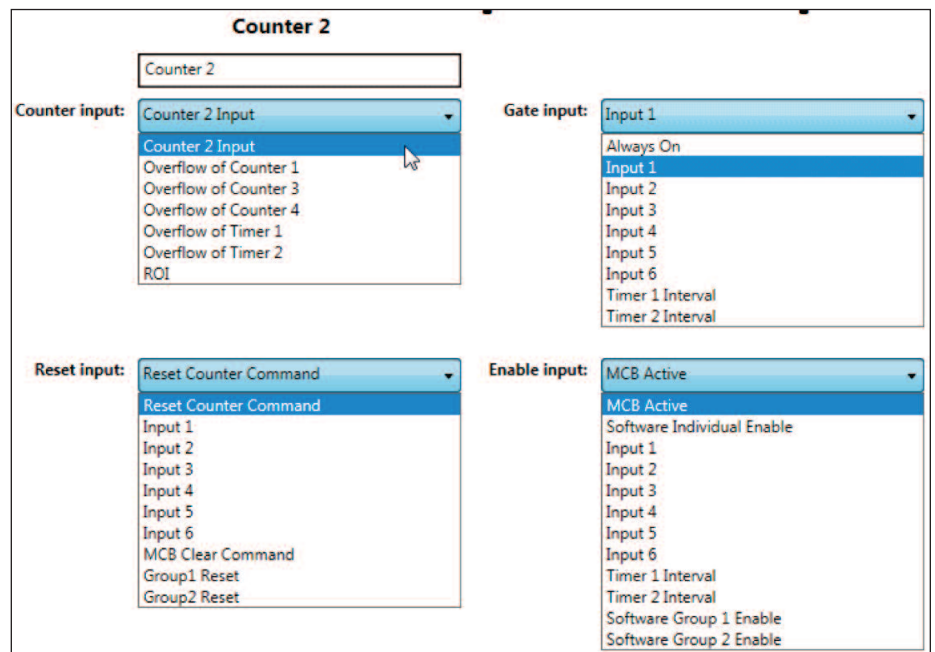 Counter 2
Counter 2
Counter input:
Counter 2 Input
Counter 2 Input
Overflow of Counter 1
Overflow of Counter 3
Overflow of Counter 4
Overflow of Timer 1
Overflow of Timer 2
ROI
Gate input:
Input 1
Always On
Input 1
Input 2
Input 3
Input 4
Input 5
Input 6
Timer 1 Interval
Timer 2 Interval
Reset input:
Reset Counter Command
Reset Counter Command
Input 1
Input 2
Input 3
Input 4
Input 5
Input 6
MCB Clear Command
Group1 Reset
Group2 Reset
Enable input:
MCB Active
MCB Active
Software Individual Enable
Input 1
Input 2
Input 3
Input 4
Input 5
Input 6
Timer 1 Interval
Timer 2 Interval
Software Group 1 Enable
Software Group 2 Enable